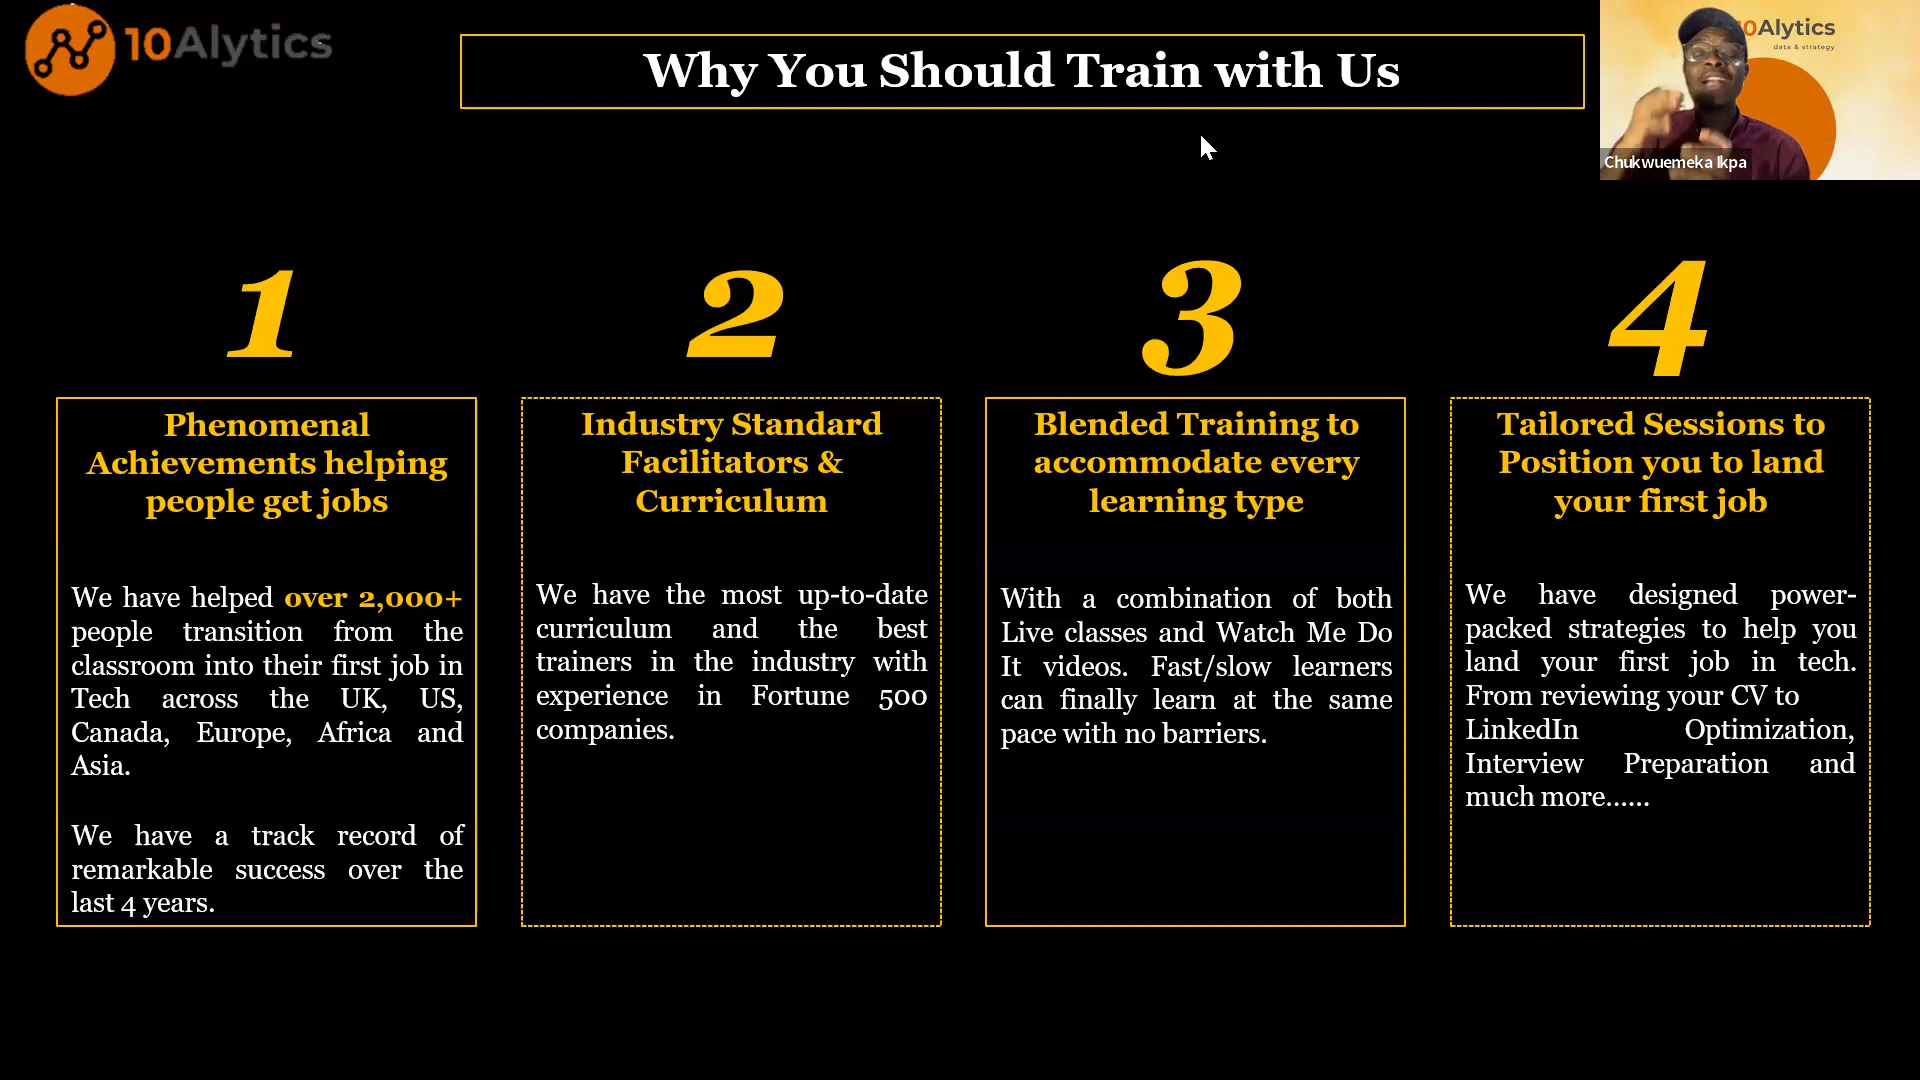 10Alytics
Why You Should Train with Us
10Alytics
data & strategy
Chukwuemeka Ikpa
1
Phenomenal
Achievements helping
people get jobs
We have helped over 2,000+
people transition from the
classroom into their first job in
Tech across the UK, US,
Canada, Europe, Africa and
Asia.
We have a track record of
remarkable success over the
last 4 years.
2
Industry Standard
Facilitators &
Curriculum
We have the most up-to-date
curriculum and the best
trainers in the industry with
experience in Fortune 500
companies.
3
Blended Training to
accommodate every
learning type
With a combination of both
Live classes and Watch Me Do
It videos. Fast/slow learners
can finally learn at the same
pace with no barriers.
4
Tailored Sessions to
Position you to land
your first job
We have designed power-
packed strategies to help you
land your first job in tech.
From reviewing your CV to
LinkedIn Optimization,
Interview Preparation and
much more......